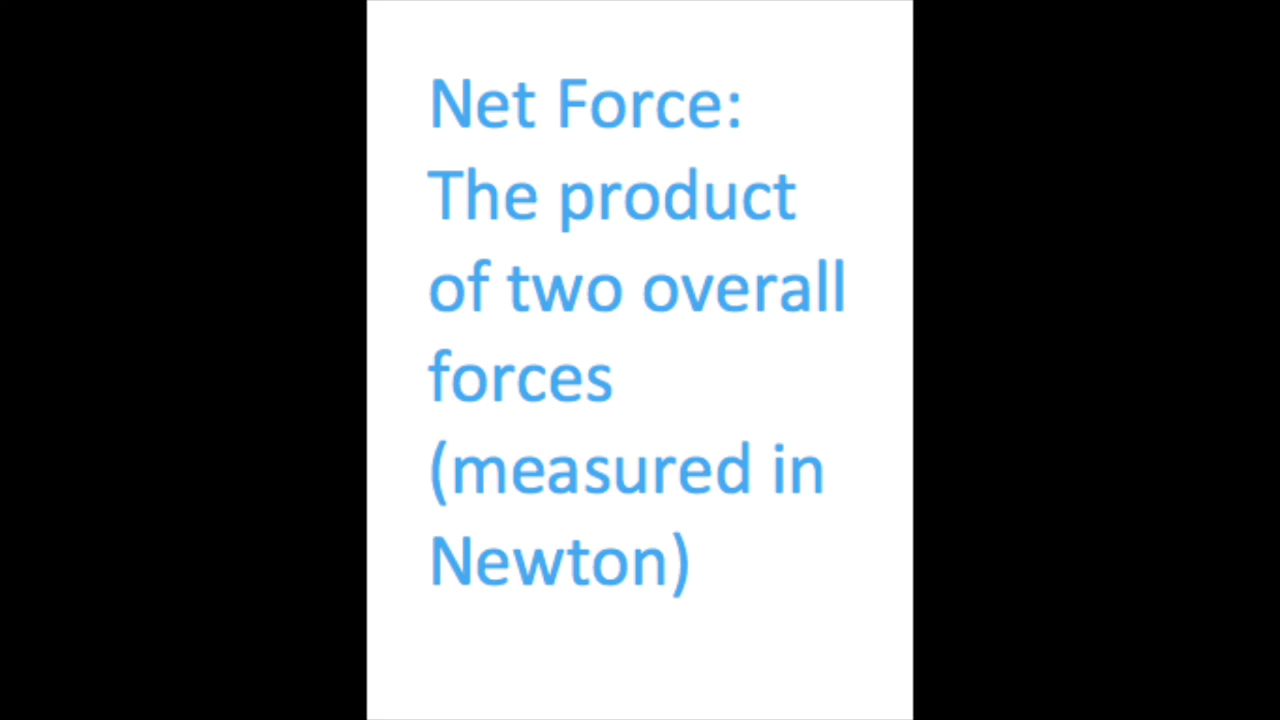 Net Force:
The product
of two overall
forces
(measured in
Newton)